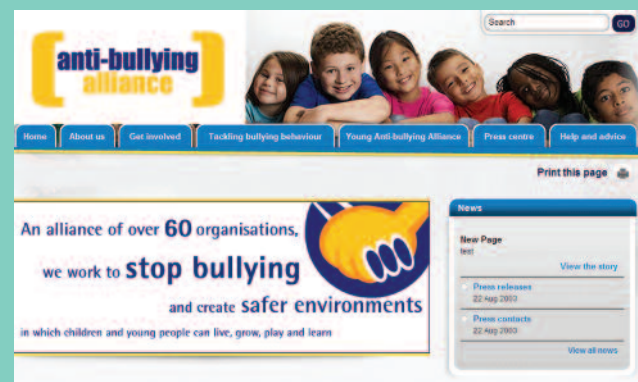 Search GO
anti-bullying
alliance
Home About us Get involved Tackling bullying behaviour Young Anti-bullying Alliance Press centre Help and advice
Print this page
An alliance of over 60 organisations,
we work to stop bullying
and create safer environments
in which children and young people can live, grow, play and learn
News
New Page
test
View the story
Press releases
22 Aug 2003
Press contacts
22 Aug 2003
View all news